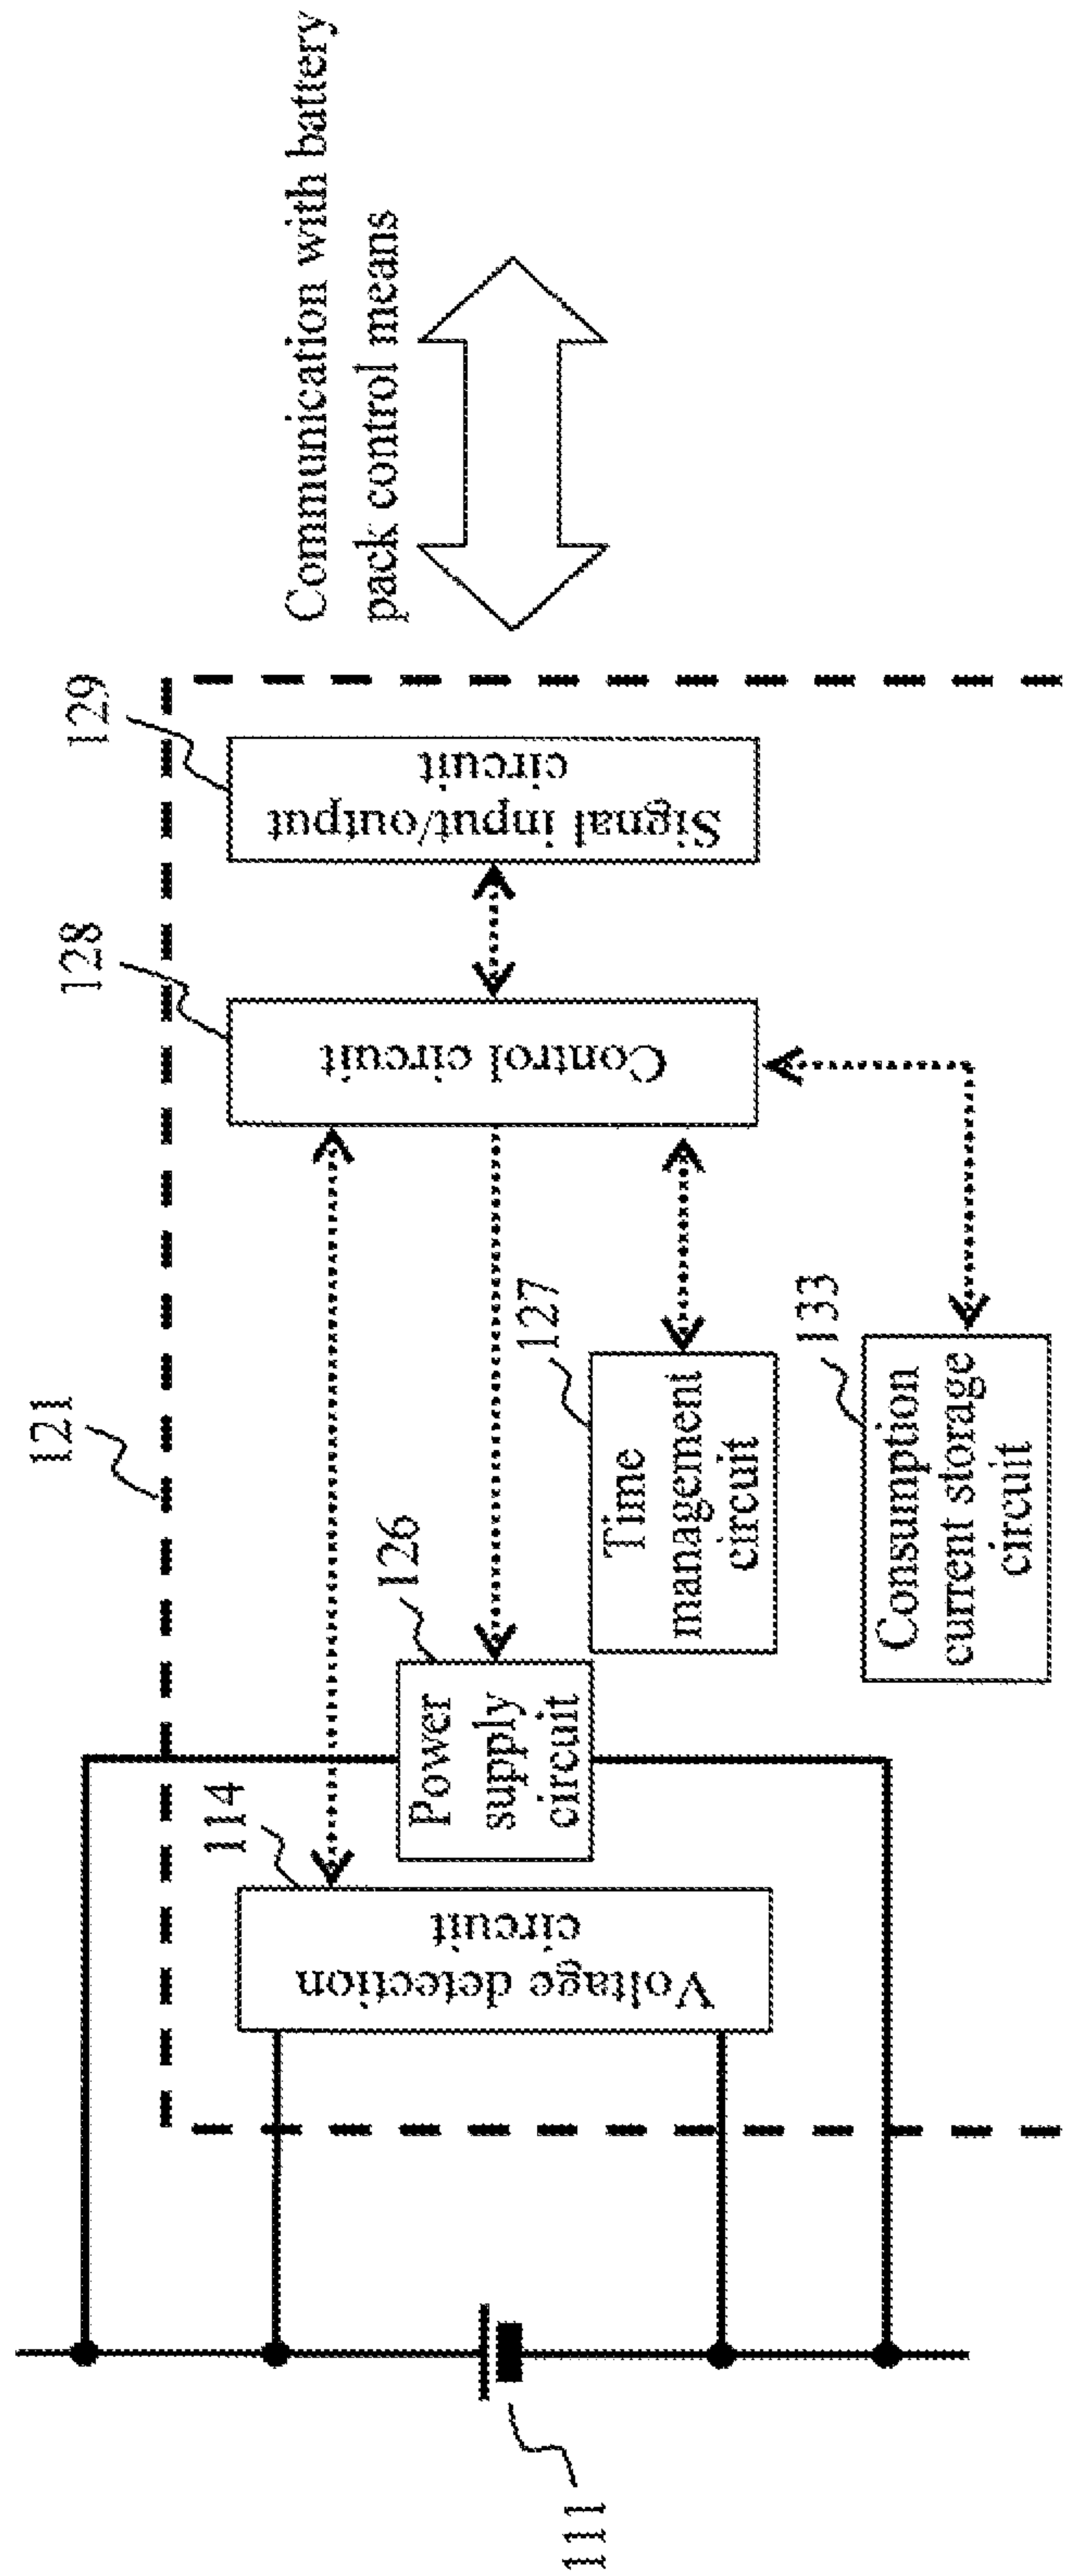 Communication with battery
pack control means
121
129
Signal input/output
circuit
128
Control circuit
114
Voltage detection
circuit
126
Power
supply
circuit
127
Time
management
circuit
133
Consumption
current storage
circuit
111